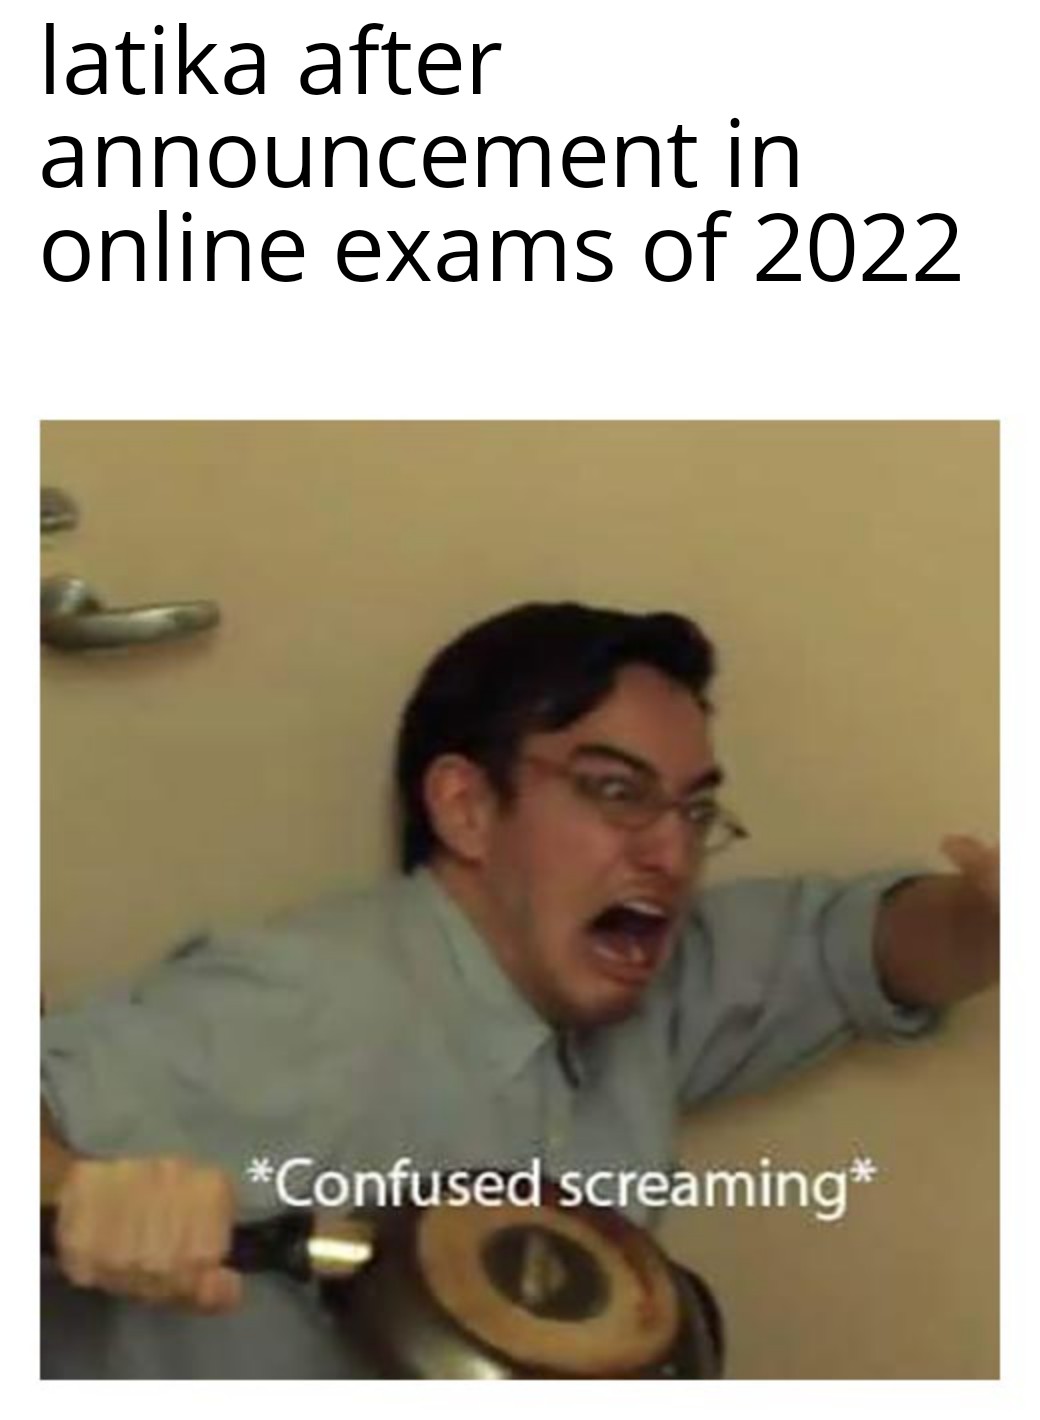 latika after
announcement in
online exams of 2022
*Confused screaming*